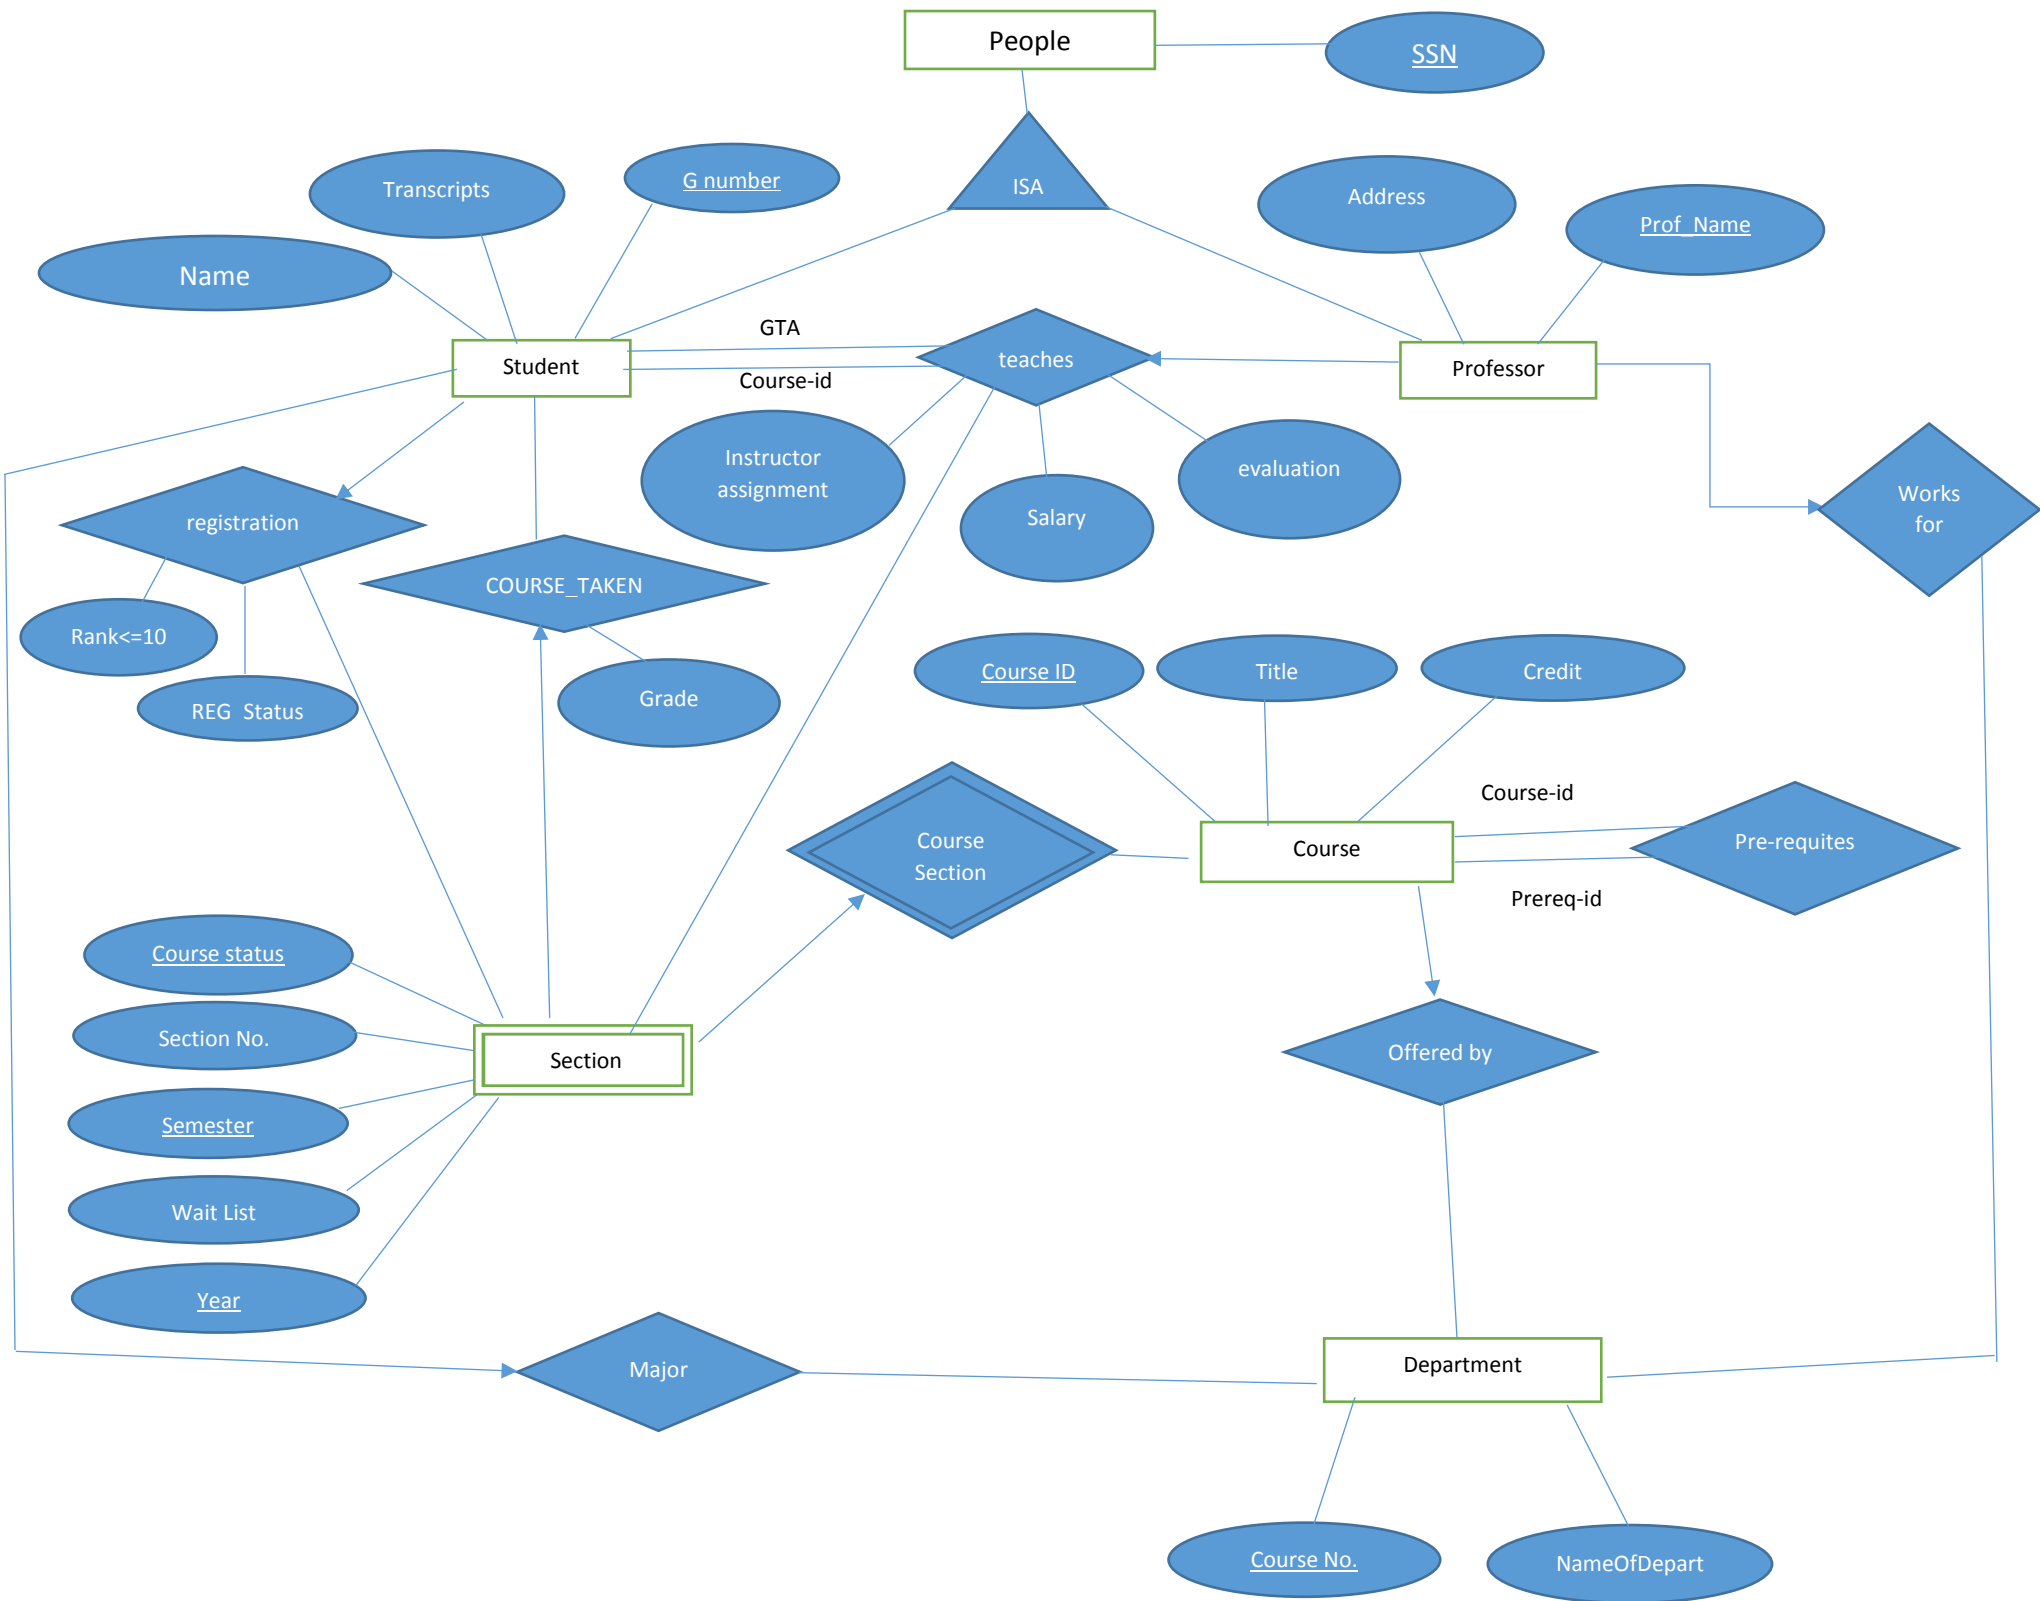 People
SSN
Transcripts
G number
ISA
Address
Prof_Name
Name
GTA
Student
teaches
Professor
Course-id
Instructor
assignment
Salary
evaluation
Works
for
registration
COURSE_TAKEN
Rank<=10
REG  Status
Grade
Course ID
Title
Credit
Course
Section
Course
Course-id
Pre-requites
Prereq-id
Course status
Section No.
Section
Offered by
Semester
Wait List
Year
Major
Department
Course No.
NameOfDepart